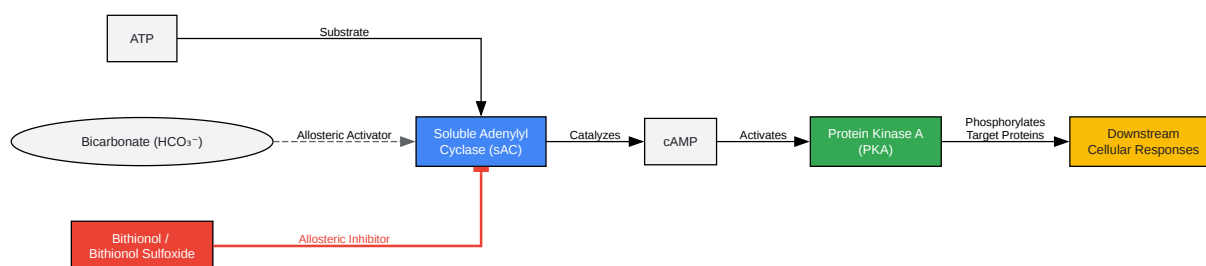 ATP
Substrate
Bicarbonate (HCO₃⁻)
Allosteric Activator
Soluble Adenylyl
Cyclase (sAC)
Catalyzes
cAMP
Activates
Protein Kinase A
(PKA)
Phosphorylates
Target Proteins
Downstream
Cellular Responses
Bithionol /
Bithionol Sulfoxide
Allosteric Inhibitor